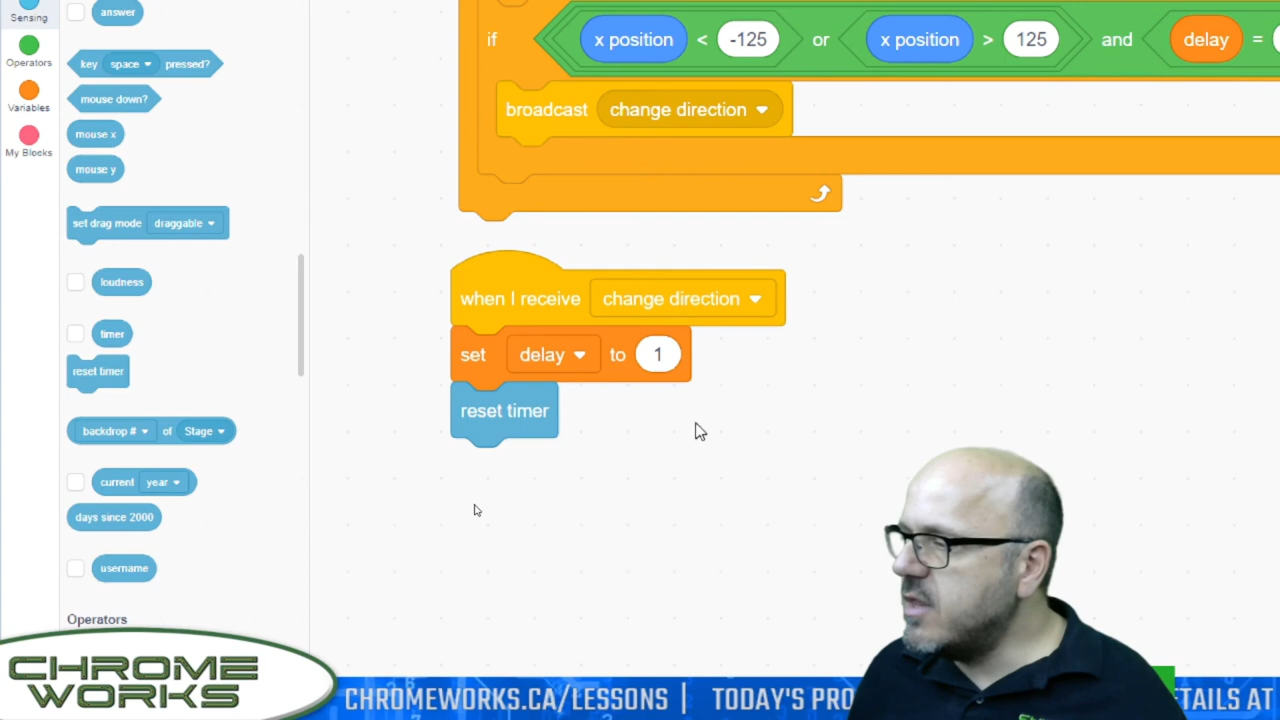 Sensing
Operators
Variables
My Blocks
answer
key space pressed?
mouse down?
mouse x
mouse y
set drag mode draggable
loudness
timer
reset timer
backdrop # of Stage
current year
days since 2000
username
Operators
if x position < -125 or x position > 125 and delay =
broadcast change direction
when I receive change direction
set delay to 1
reset timer
CHROME
WORKS
CHROMEWORKS.CA/LESSONS | TODAY'S PRO
ETAILS AT